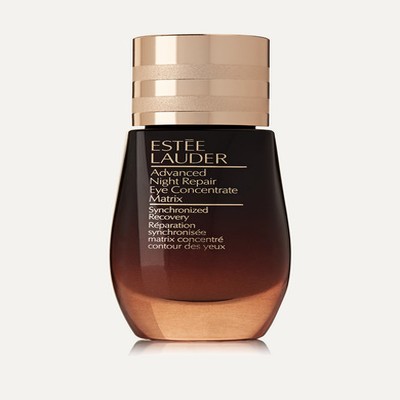 ESTĒE
LAUDER
Advanced
Night Repair
Eye Concentrate
Matrix
Synchronized
Recovery
Réparation
synchronisée
matrix concentré
contour des yeux